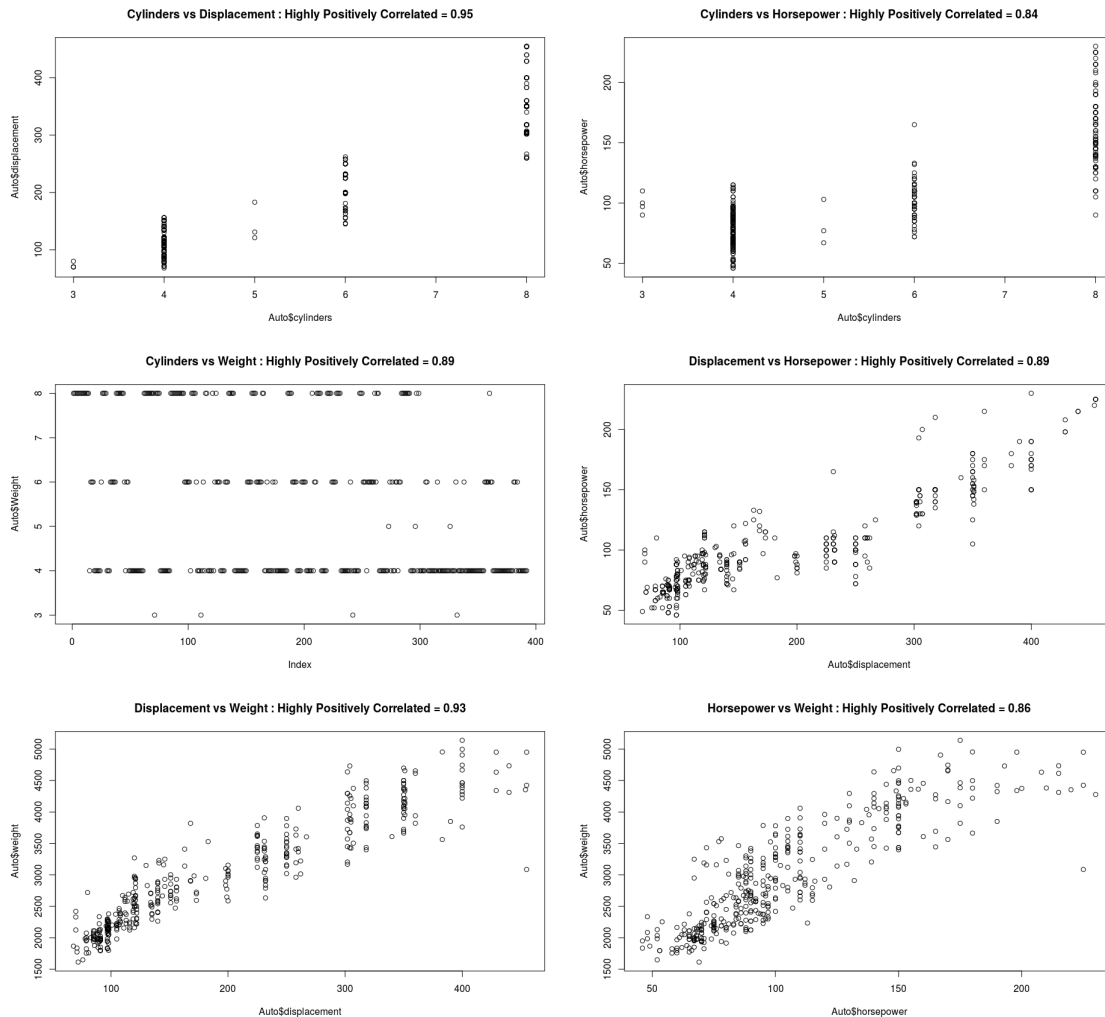 Cylinders vs Displacement : Highly Positively Correlated = 0.95
Auto$displacement
400
300
200
100
3 4 5 6 7 8
Auto$cylinders
Cylinders vs Horsepower : Highly Positively Correlated = 0.84
Auto$horsepower
200
150
100
50
3 4 5 6 7 8
Auto$cylinders
Cylinders vs Weight : Highly Positively Correlated = 0.89
Auto$Weight
8
7
6
5
4
3
0 100 200 300 400
Index
Displacement vs Horsepower : Highly Positively Correlated = 0.89
Auto$horsepower
200
150
100
50
100 200 300 400
Auto$displacement
Displacement vs Weight : Highly Positively Correlated = 0.93
Auto$weight
5000
4500
4000
3500
3000
2500
2000
1500
100 200 300 400
Auto$displacement
Horsepower vs Weight : Highly Positively Correlated = 0.86
Auto$weight
5000
4500
4000
3500
3000
2500
2000
1500
50 100 150 200
Auto$horsepower